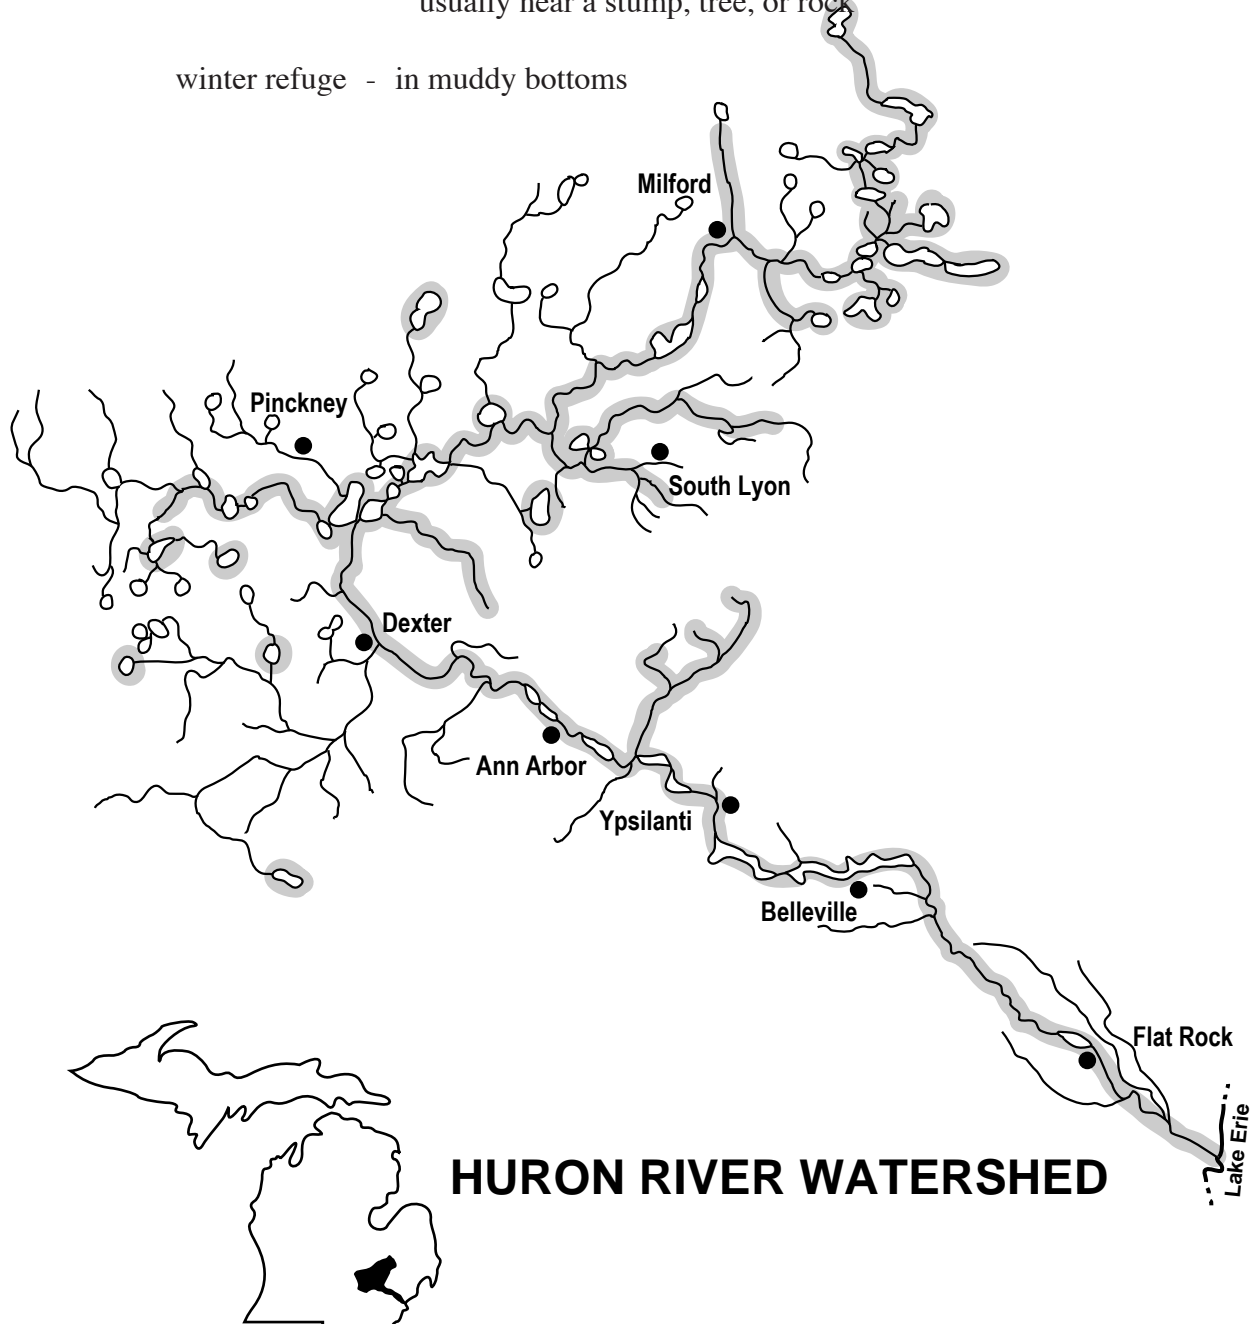 usually near a stump, tree, or rock
winter refuge - in muddy bottoms
Milford
Pinckney
South Lyon
Dexter
Ann Arbor
Ypsilanti
Belleville
Flat Rock
Lake Erie
HURON RIVER WATERSHED